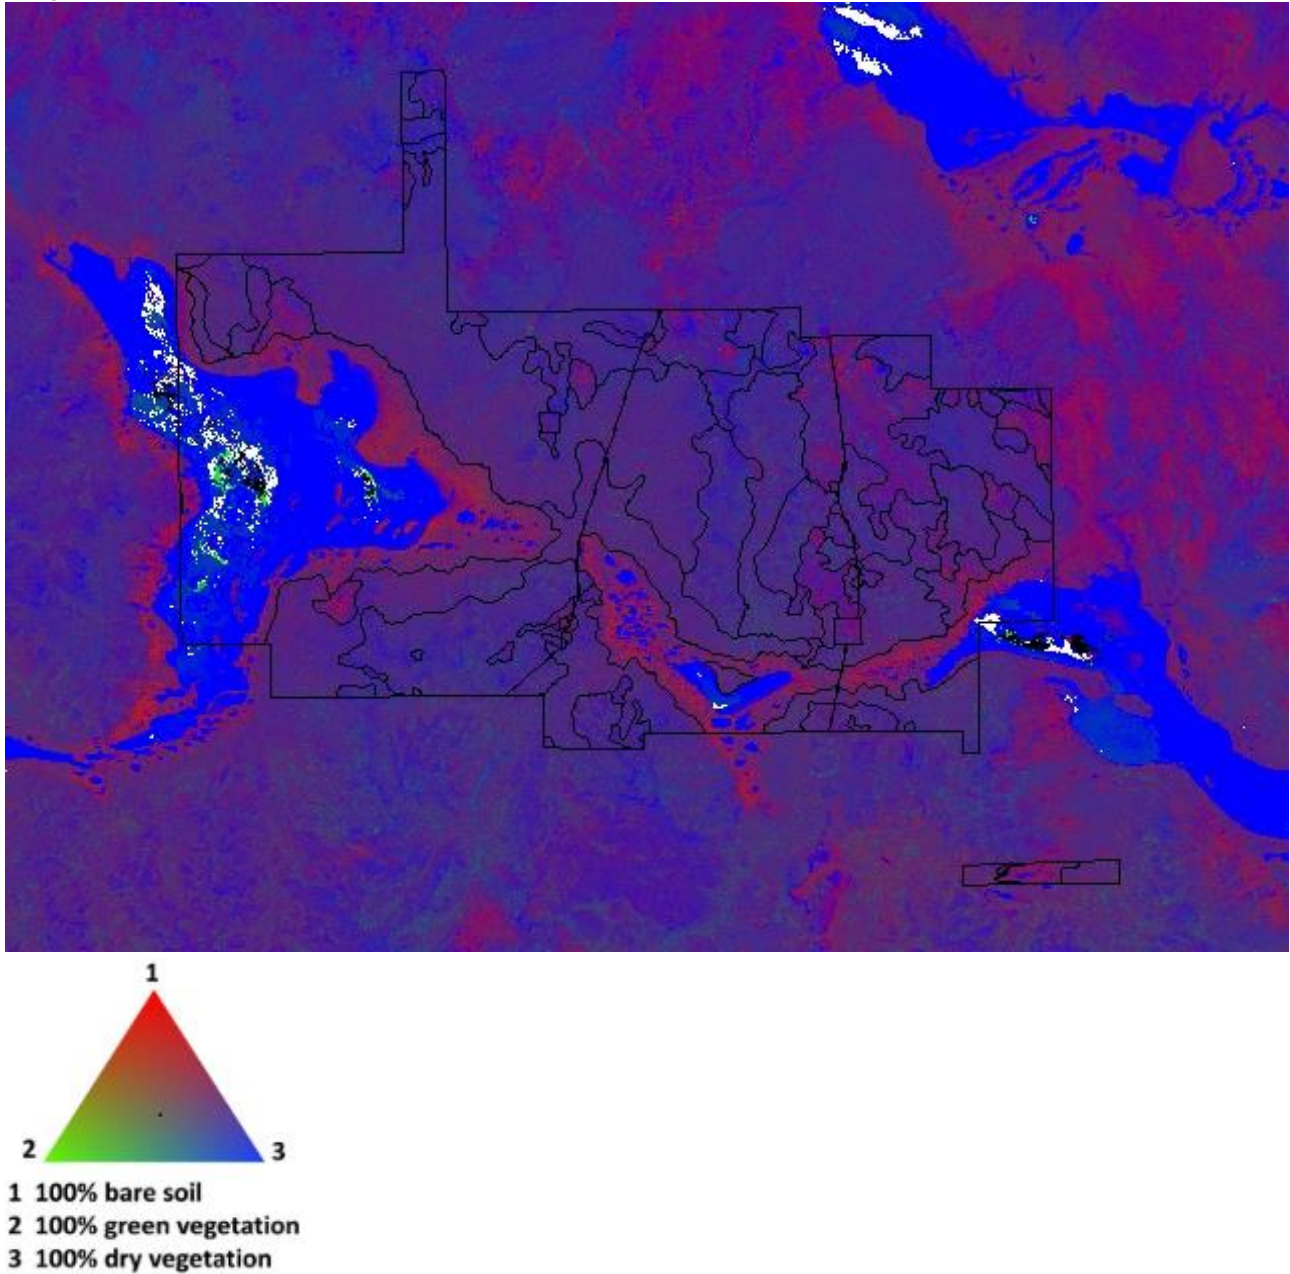 1
2 3
1 100% bare soil
2 100% green vegetation
3 100% dry vegetation